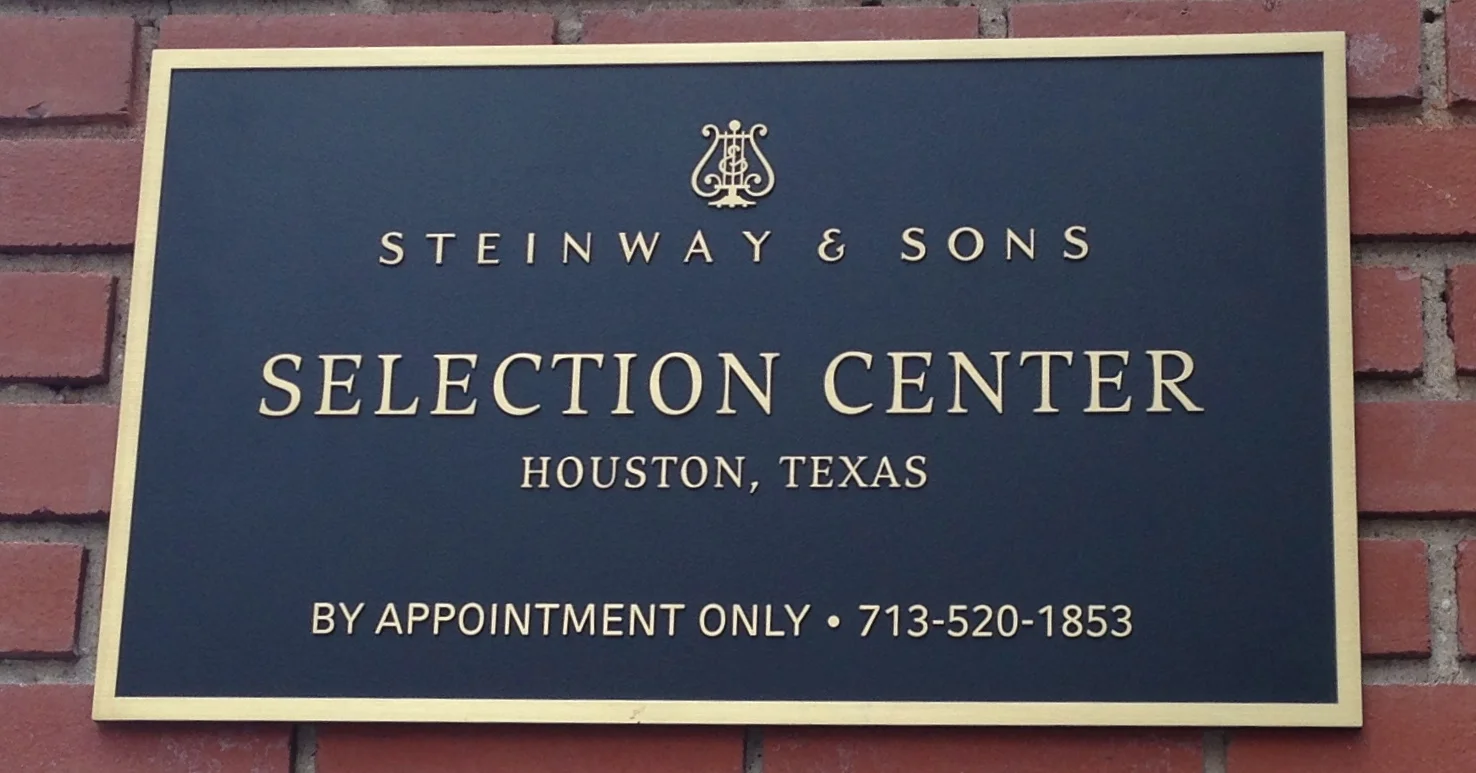 STEINWAY & SONS
SELECTION CENTER
HOUSTON, TEXAS
BY APPOINTMENT ONLY • 713-520-1853